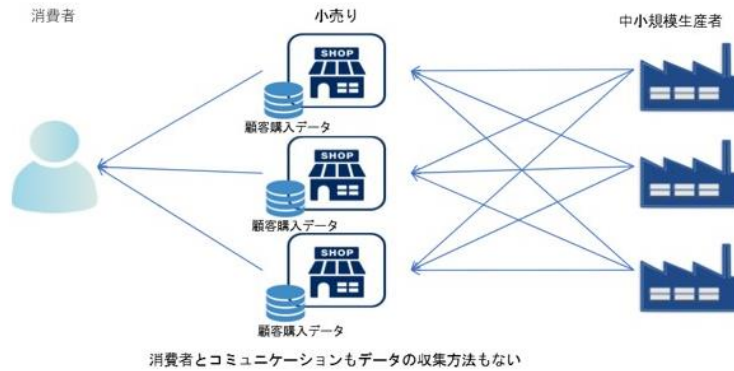 消費者
小売り
中小規模生産者
SHOP
顧客購入データ
SHOP
顧客購入データ
SHOP
顧客購入データ
消費者とコミュニケーションもデータの収集方法もない